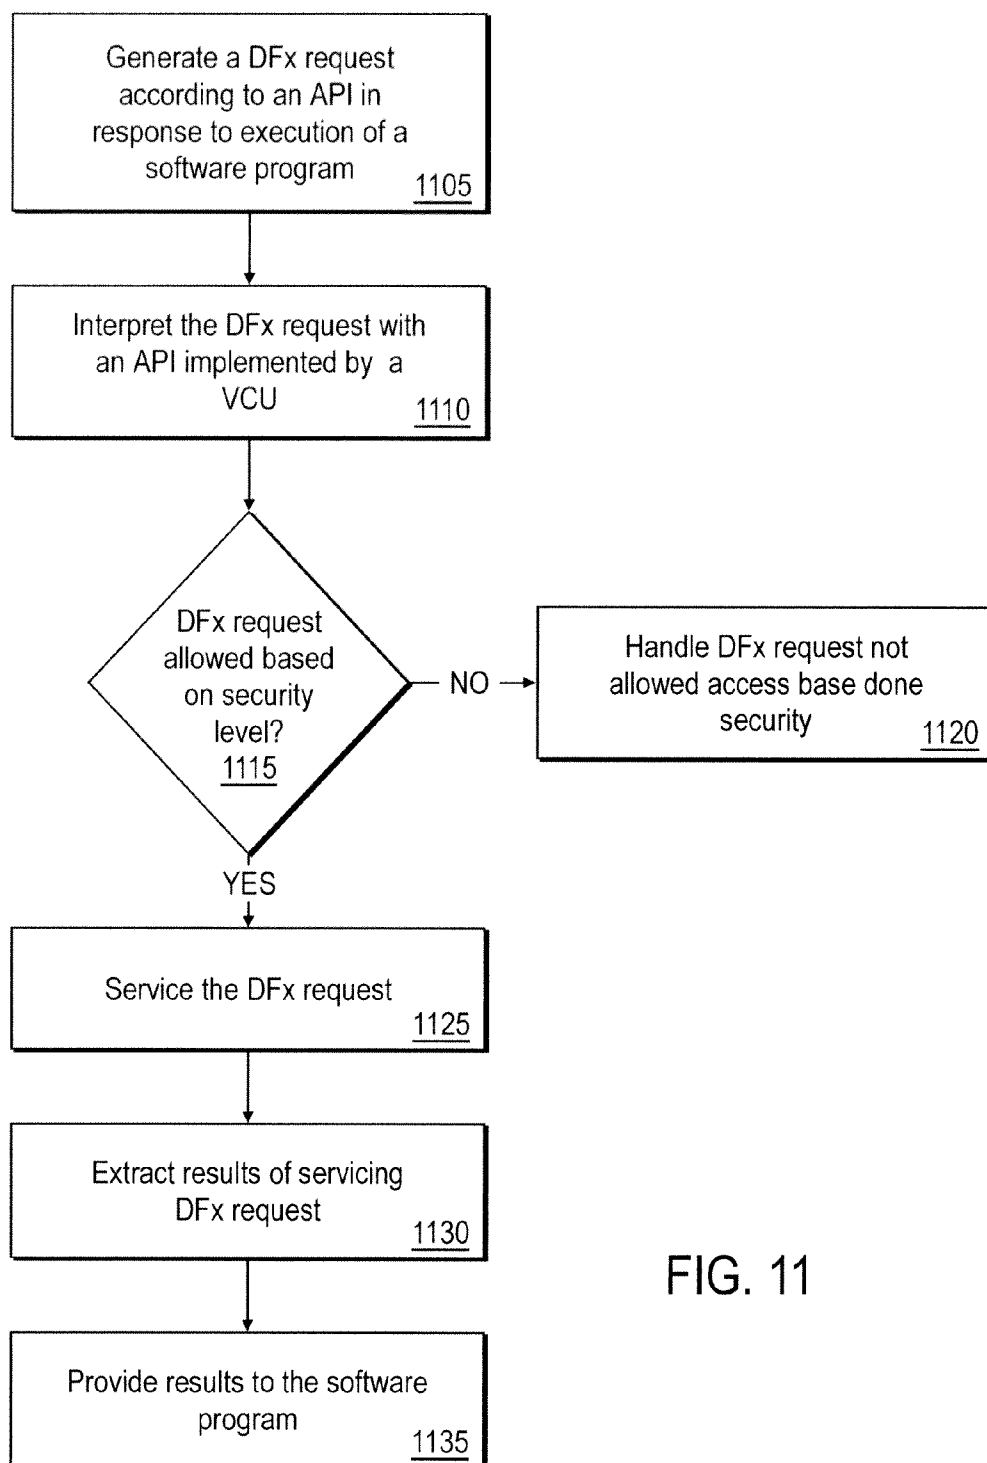 Generate a DFx request
according to an API in
response to execution of a
software program
1105
Interpret the DFx request with
an API implemented by a
VCU
1110
DFx request
allowed based
on security
level?
1115
NO
Handle DFx request not
allowed access base done
security
1120
YES
Service the DFx request
1125
Extract results of servicing
DFx request
1130
Provide results to the software
program
1135
FIG. 11